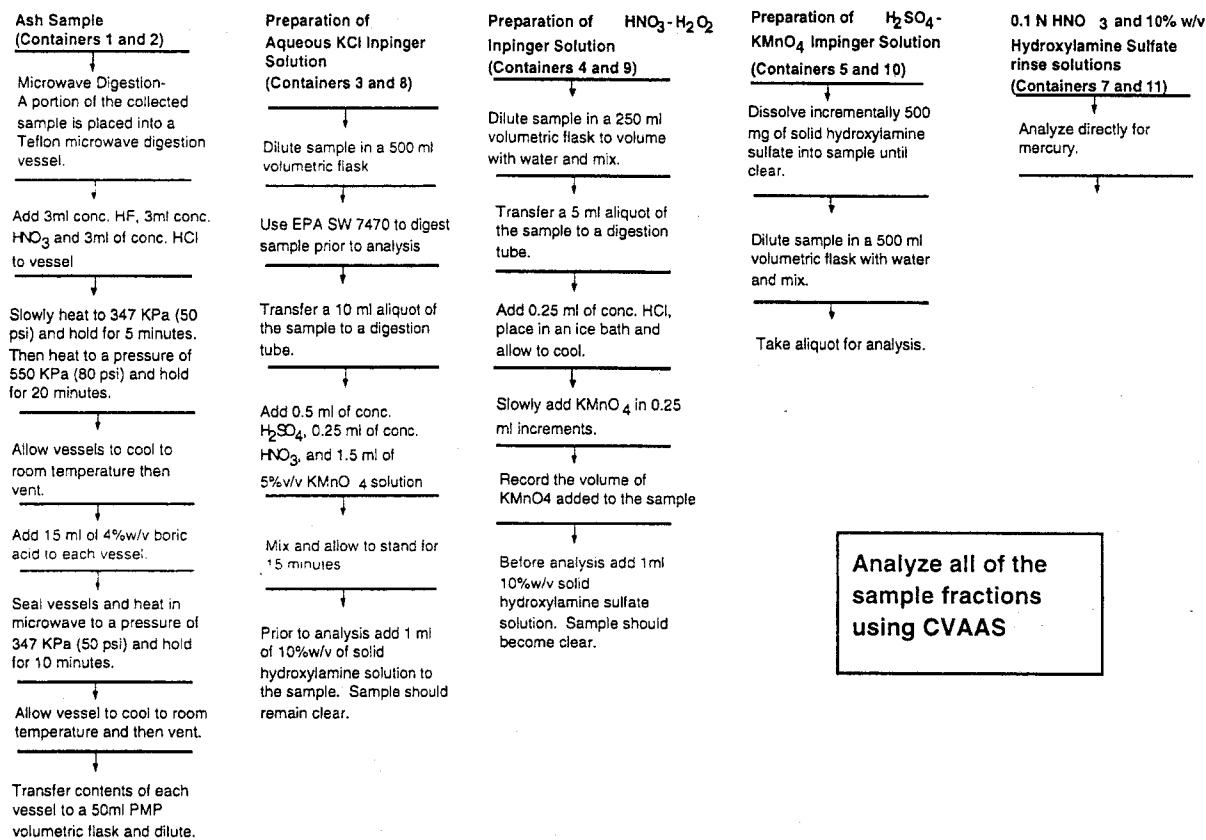 Ash Sample
(Containers 1 and 2)
Microwave Digestion-
A portion of the collected
sample is placed into a
Teflon microwave digestion
vessel.
Add 3ml conc. HF, 3ml conc.
HNO3 and 3ml of conc. HCl
to vessel
Slowly heat to 347 KPa (50
psi) and hold for 5 minutes.
Then heat to a pressure of
550 KPa (80 psi) and hold
for 20 minutes.
Allow vessels to cool to
room temperature then
vent.
Add 15 ml of 4%w/v boric
acid to each vessel.
Seal vessels and heat in
microwave to a pressure of
347 KPa (50 psi) and hold
for 10 minutes.
Allow vessel to cool to room
temperature and then vent.
Transfer contents of each
vessel to a 50ml PMP
volumetric flask and dilute.
Preparation of
Aqueous KCl Inpinger
Solution
(Containers 3 and 8)
Dilute sample in a 500 ml
volumetric flask
Use EPA SW 7470 to digest
sample prior to analysis
Transfer a 10 ml aliquot of
the sample to a digestion
tube.
Add 0.5 ml of conc.
H2SO4, 0.25 ml of conc.
HNO3, and 1.5 ml of
5%v/v KMnO 4 solution
Mix and allow to stand for
15 minutes
Prior to analysis add 1 ml
of 10%w/v of solid
hydroxylamine solution to
the sample. Sample should
remain clear.
Preparation of HNO3-H2O2
Inpinger Solution
(Containers 4 and 9)
Dilute sample in a 250 ml
volumetric flask to volume
with water and mix.
Transfer a 5 ml aliquot of
the sample to a digestion
tube.
Add 0.25 ml of conc. HCl,
place in an ice bath and
allow to cool.
Slowly add KMnO 4 in 0.25
ml increments.
Record the volume of
KMnO4 added to the sample
Before analysis add 1ml
10%w/v solid
hydroxylamine sulfate
solution. Sample should
become clear.
Preparation of H2SO4-
KMnO4 Impinger Solution
(Containers 5 and 10)
Dissolve incrementally 500
mg of solid hydroxylamine
sulfate into sample until
clear.
Dilute sample in a 500 ml
volumetric flask with water
and mix.
Take aliquot for analysis.
0.1 N HNO 3 and 10% w/v
Hydroxylamine Sulfate
rinse solutions
(Containers 7 and 11)
Analyze directly for
mercury.
Analyze all of the
sample fractions
using CVAAS